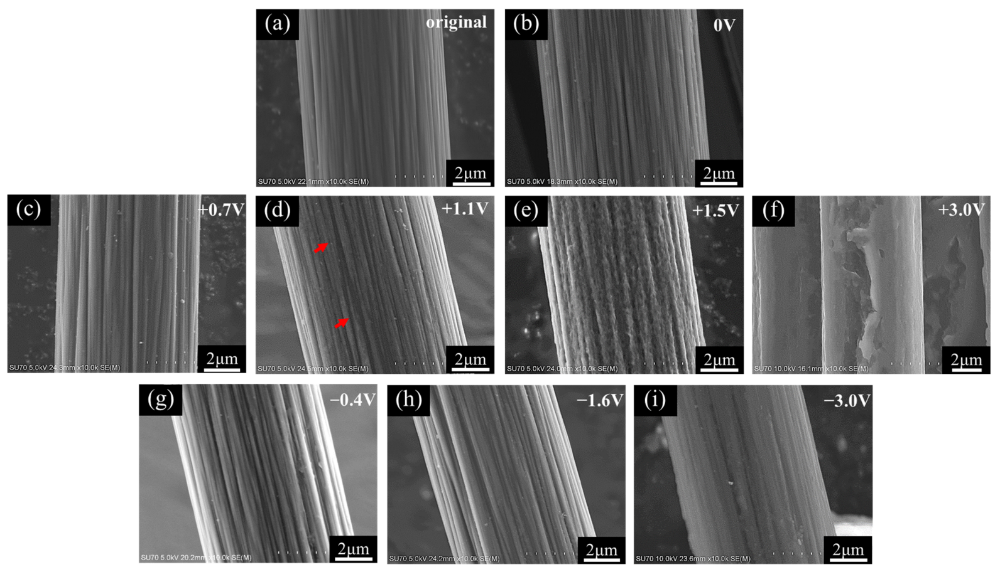 (a) original
2μm
SU70 5.0kV 22.1mm x10.0k SE(M)
(b) 0V
2μm
SU70 5.0kV 18.3mm x10.0k SE(M)
(c) +0.7V
2μm
SU70 5.0kV 24.3mm x10.0k SE(M)
(d) +1.1V
2μm
SU70 5.0kV 24.5mm x10.0k SE(M)
(e) +1.5V
2μm
SU70 5.0kV 24.0mm x10.0k SE(M)
(f) +3.0V
2μm
SU70 10.0kV 16.1mm x10.0k SE(M)
(g) −0.4V
2μm
SU70 5.0kV 20.2mm x10.0k SE(M)
(h) −1.6V
2μm
SU70 5.0kV 24.2mm x10.0k SE(M)
(i) −3.0V
2μm
SU70 10.0kV 23.6mm x10.0k SE(M)